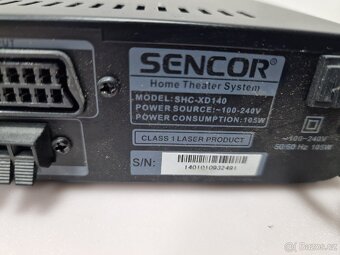 SENCOR
Home Theater System
MODEL: SHC-XD140
POWER SOURCE: ~100-240V
POWER CONSUMPTION: 105W
CLASS 1 LASER PRODUCT
S/N:
1401010932491
~100-240V
50/60 Hz 105W